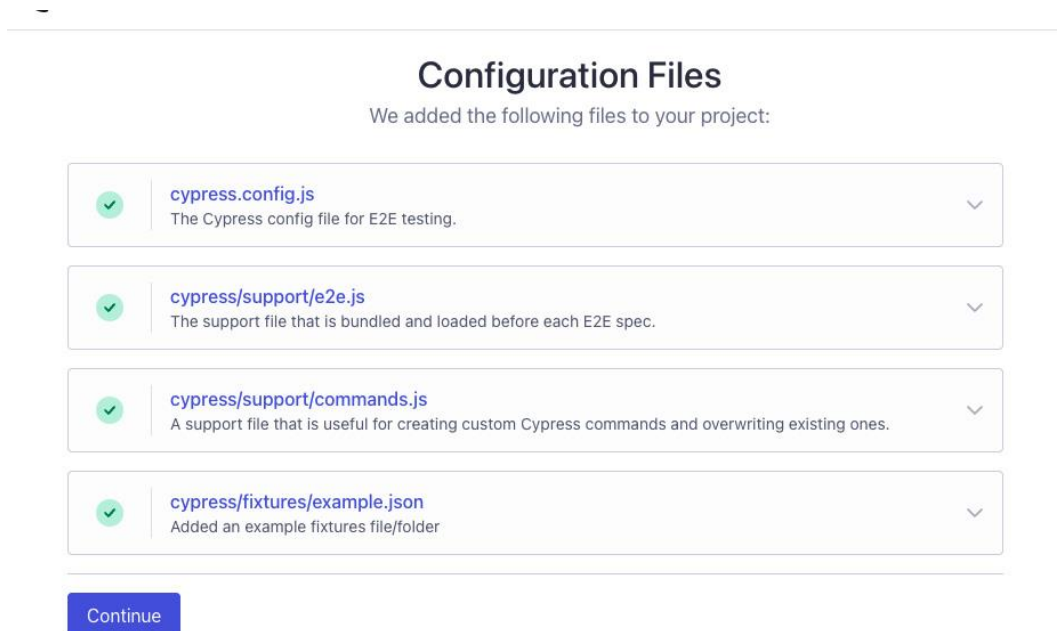 Configuration Files
We added the following files to your project:
cypress.config.js
The Cypress config file for E2E testing.
cypress/support/e2e.js
The support file that is bundled and loaded before each E2E spec.
cypress/support/commands.js
A support file that is useful for creating custom Cypress commands and overwriting existing ones.
cypress/fixtures/example.json
Added an example fixtures file/folder
Continue